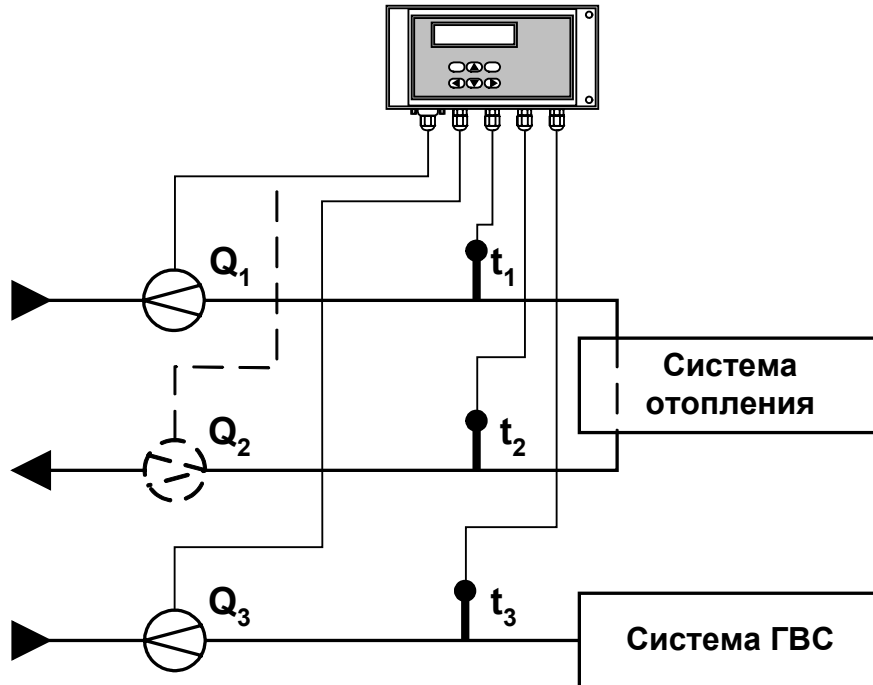 Q1
t1
Система
отопления
Q2
t2
Q3
t3
Система ГВС